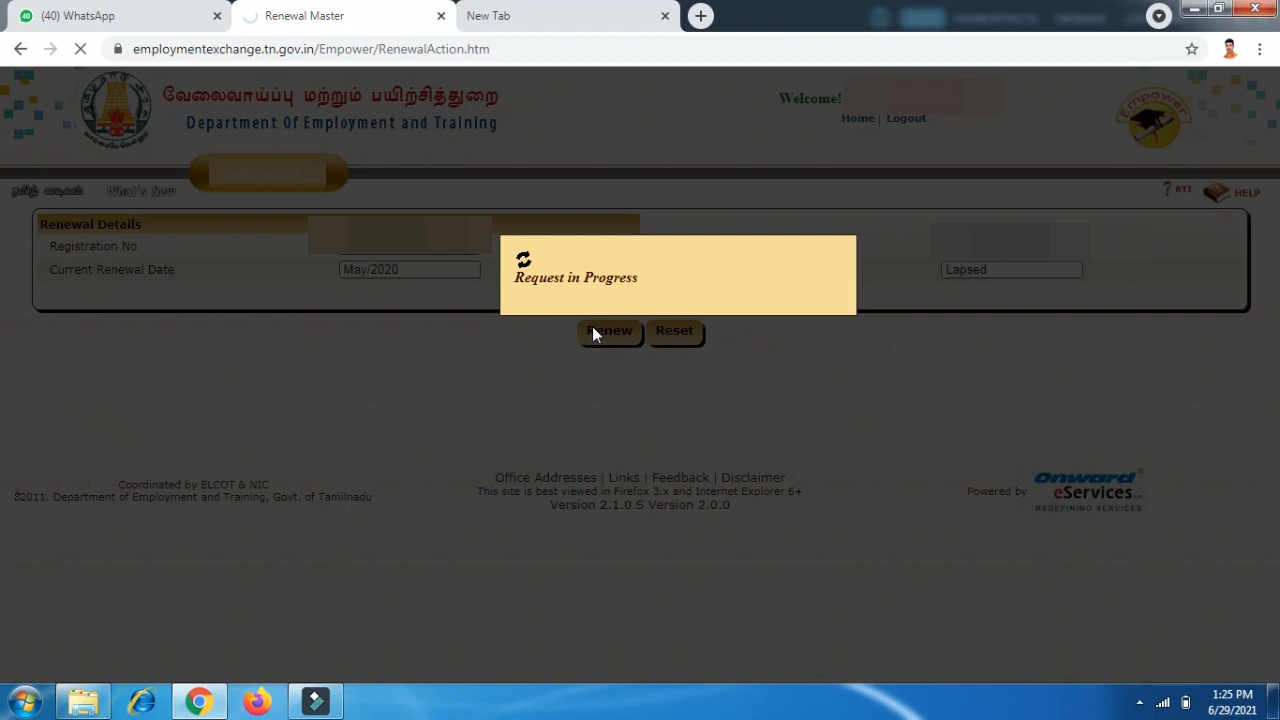 (40) WhatsApp
Renewal Master
New Tab
employmentexchange.tn.gov.in/Empower/RenewalAction.htm
வேலைவாய்ப்பு மற்றும் பயிற்சித்துறை
Department Of Employment and Training
Welcome!
Home | Logout
Empower
தமிழ் வடிவம் What's New
? RTI HELP
Renewal Details
Registration No
Current Renewal Date May/2020 Lapsed
Request in Progress
Renew Reset
Coordinated by ELCOT & NIC
2011. Department of Employment and Training, Govt. of Tamilnadu
Office Addresses | Links | Feedback | Disclaimer
This site is best viewed in Firefox 3.x and Internet Explorer 6+
Version 2.1.0 S Version 2.0.0
Powered by Onward
eServices
REDEFINING SERVICES
1:25 PM
6/29/2021